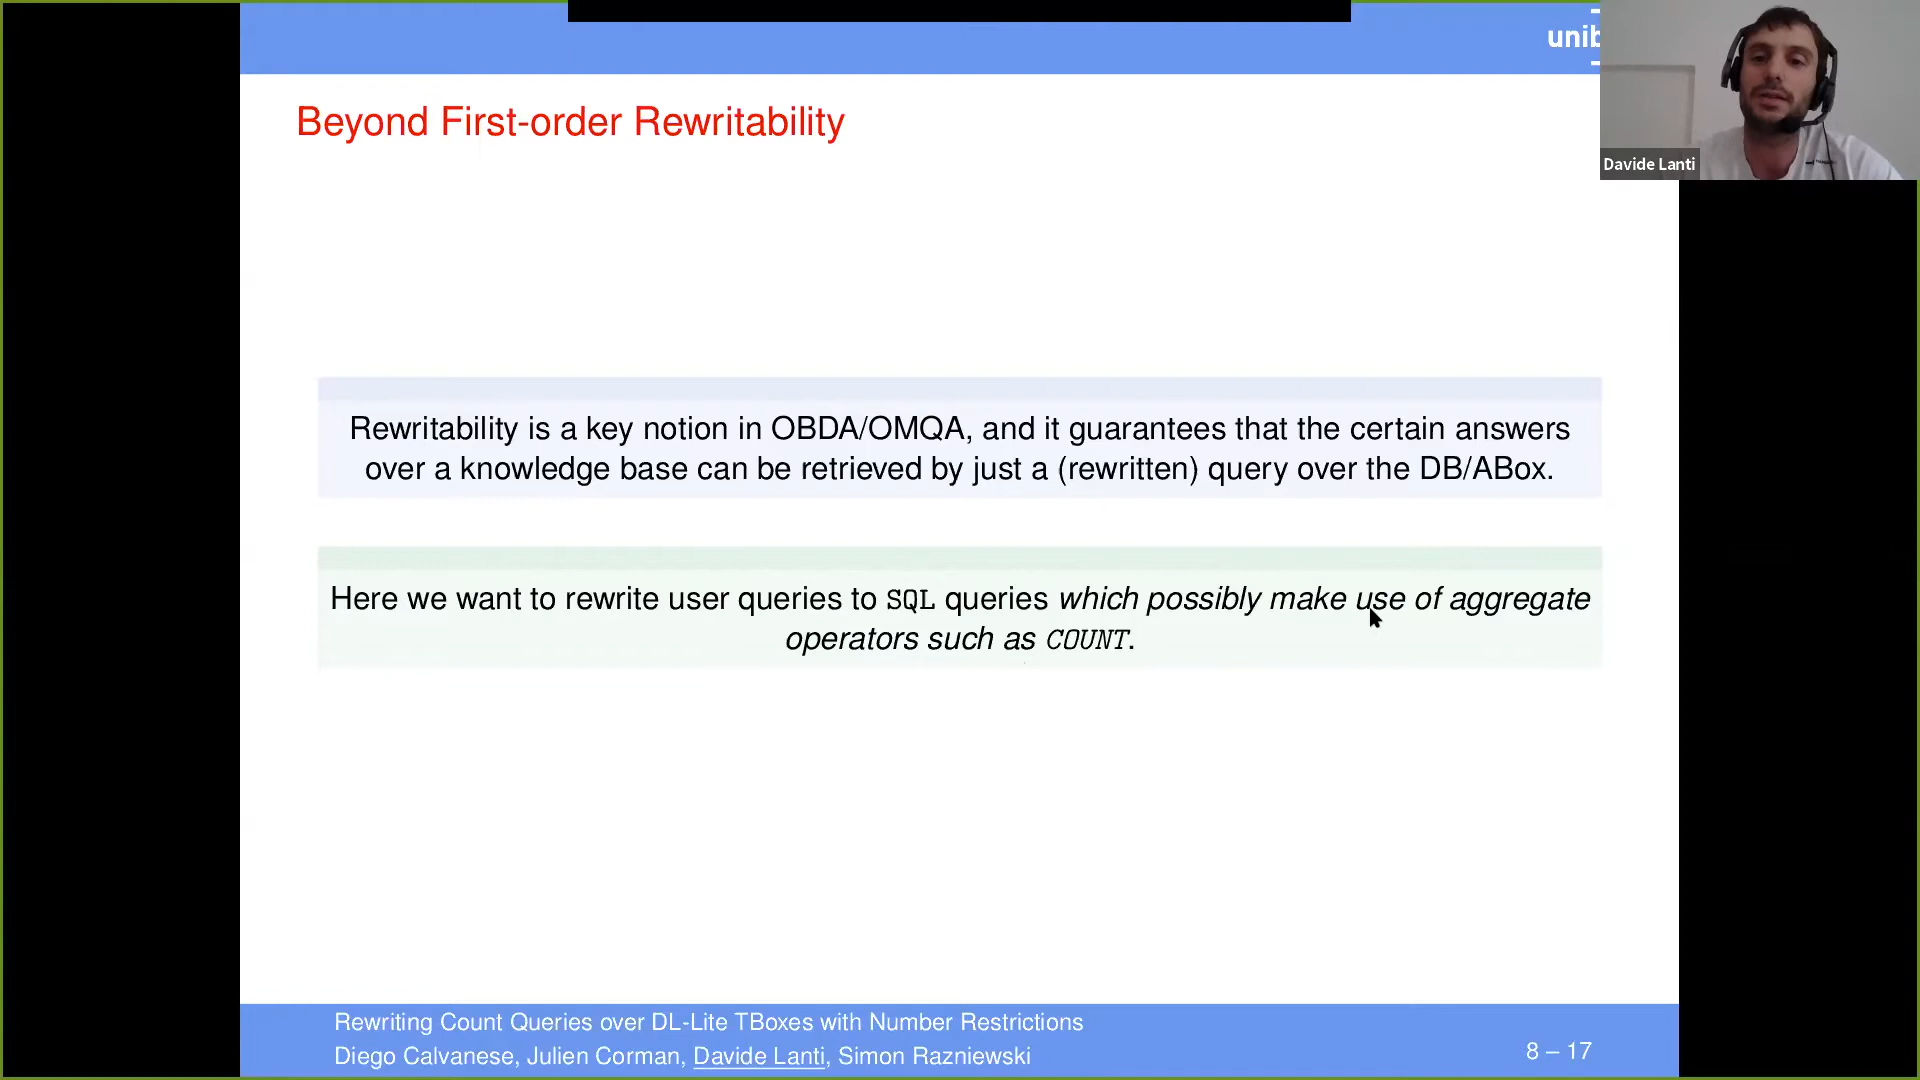 unib
Davide Lanti
Beyond First-order Rewritability
Rewritability is a key notion in OBDA/OMQA, and it guarantees that the certain answers
over a knowledge base can be retrieved by just a (rewritten) query over the DB/ABox.
Here we want to rewrite user queries to SQL queries which possibly make use of aggregate
operators such as COUNT.
Rewriting Count Queries over DL-Lite TBoxes with Number Restrictions
Diego Calvanese, Julien Corman, Davide Lanti, Simon Razniewski
8 – 17